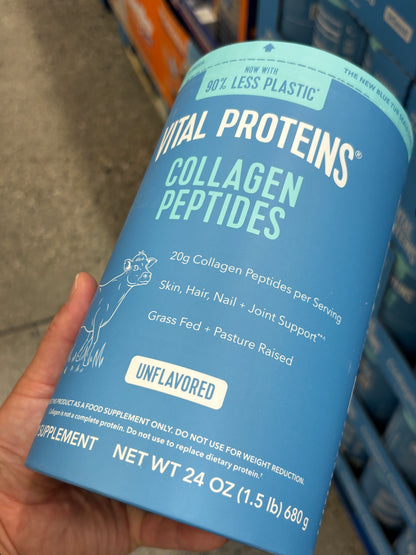 NOW WITH
90% LESS PLASTIC*
THE NEW BLUE TUB
VITAL PROTEINS®
COLLAGEN
PEPTIDES
20g Collagen Peptides per Serving
Skin, Hair, Nail + Joint Support**^
Grass Fed + Pasture Raised
UNFLAVORED
PRODUCT AS A FOOD SUPPLEMENT ONLY. DO NOT USE FOR WEIGHT REDUCTION.
Collagen is not a complete protein. Do not use to replace dietary protein.†
SUPPLEMENT
NET WT 24 OZ (1.5 lb) 680g